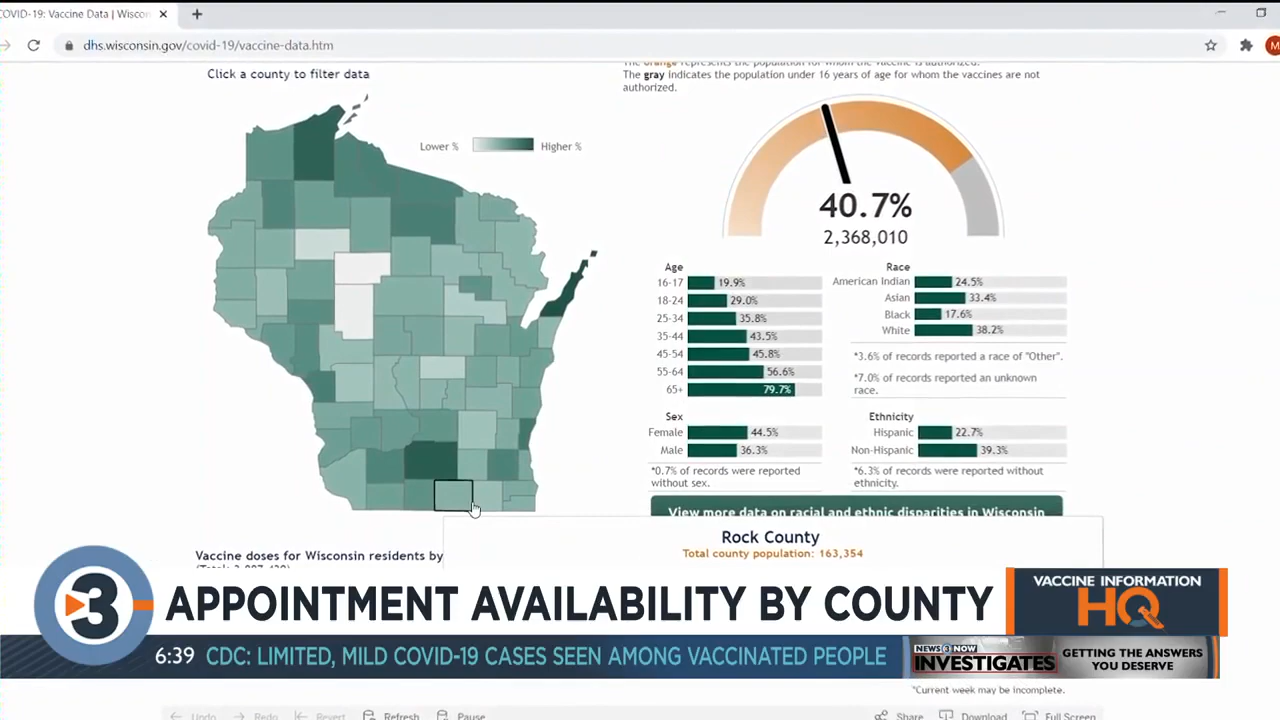 COVID-19: Vaccine Data | Wiscon
dhs.wisconsin.gov/covid-19/vaccine-data.htm
M
Click a county to filter data
The orange represents the population for whom the vaccine is authorized.
The gray indicates the population under 16 years of age for whom the vaccines are not
authorized.
Lower %
Higher %
40.7%
2,368,010
Age
16-17 19.9%
18-24 29.0%
25-34 35.8%
35-44 43.5%
45-54 45.8%
55-64 56.6%
65+ 79.7%
Race
American Indian 24.5%
Asian 33.4%
Black 17.6%
White 38.2%
*3.6% of records reported a race of "Other".
*7.0% of records reported an unknown
race.
Sex
Female 44.5%
Male 36.3%
*0.7% of records were reported
without sex.
Ethnicity
Hispanic 22.7%
Non-Hispanic 39.3%
*6.3% of records were reported without
ethnicity.
View more data on racial and ethnic disparities in Wisconsin
Rock County
Total county population: 163,354
Vaccine doses for Wisconsin residents by
3
APPOINTMENT AVAILABILITY BY COUNTY
VACCINE INFORMATION
HQ
6:39 CDC: LIMITED, MILD COVID-19 CASES SEEN AMONG VACCINATED PEOPLE
NEWS 3 NOW
INVESTIGATES
GETTING THE ANSWERS
YOU DESERVE
*Current week may be incomplete.
Undo Redo Revert Refresh Pause Share Download Full Screen